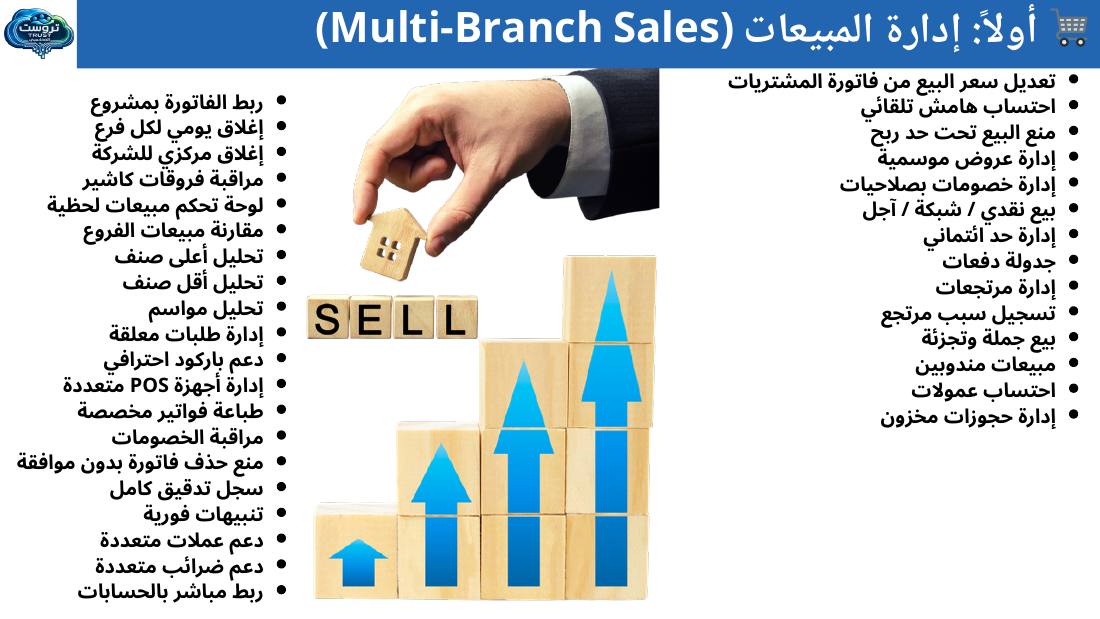 أولاً: إدارة المبيعات (Multi-Branch Sales)
تروست
TRUST
تعديل سعر البيع من فاتورة المشتريات
احتساب هامش تلقائي
منع البيع تحت حد ربح
إدارة عروض موسمية
إدارة خصومات بصلاحيات
بيع نقدي / شبكة / آجل
إدارة حد ائتماني
جدولة دفعات
إدارة مرتجعات
تسجيل سبب مرتجع
بيع جملة وتجزئة
مبيعات مندوبين
احتساب عمولات
إدارة حجوزات مخزون
SELL
ربط الفاتورة بمشروع
إغلاق يومي لكل فرع
إغلاق مركزي للشركة
مراقبة فروقات كاشير
لوحة تحكم مبيعات لحظية
مقارنة مبيعات الفروع
تحليل أعلى صنف
تحليل أقل صنف
تحليل مواسم
إدارة طلبات معلقة
دعم باركود احترافي
إدارة أجهزة POS متعددة
طباعة فواتير مخصصة
مراقبة الخصومات
منع حذف فاتورة بدون موافقة
سجل تدقيق كامل
تنبيهات فورية
دعم عملات متعددة
دعم ضرائب متعددة
ربط مباشر بالحسابات